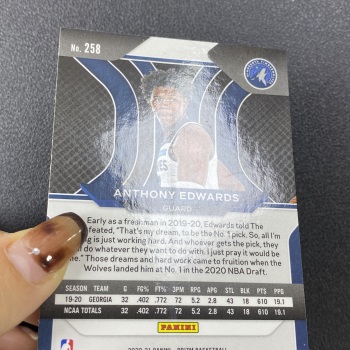 No. 258
ANTHONY EDWARDS
GUARD
Early as a freshman in 2019-20, Edwards told The
"That's my dream, to be the No. 1 pick. So, all I'm
is just working hard. And whoever gets the pick, they
do whatever they want to do. I just pray it would be
." Those dreams and hard work came to fruition when the
Wolves landed him at No. 1 in the 2020 NBA Draft.
SEASON TEAM G FG% FT% 3PM RPG APG STL BLK PTS PPG
19-20 GEORGIA 32 .402 .772 72 5.2 2.8 43 18 610 19.1
NCAA TOTALS 32 .402 .772 72 5.2 2.8 43 18 610 19.1
PANINI
2020-21 PANINI - PRIZM BASKETBALL